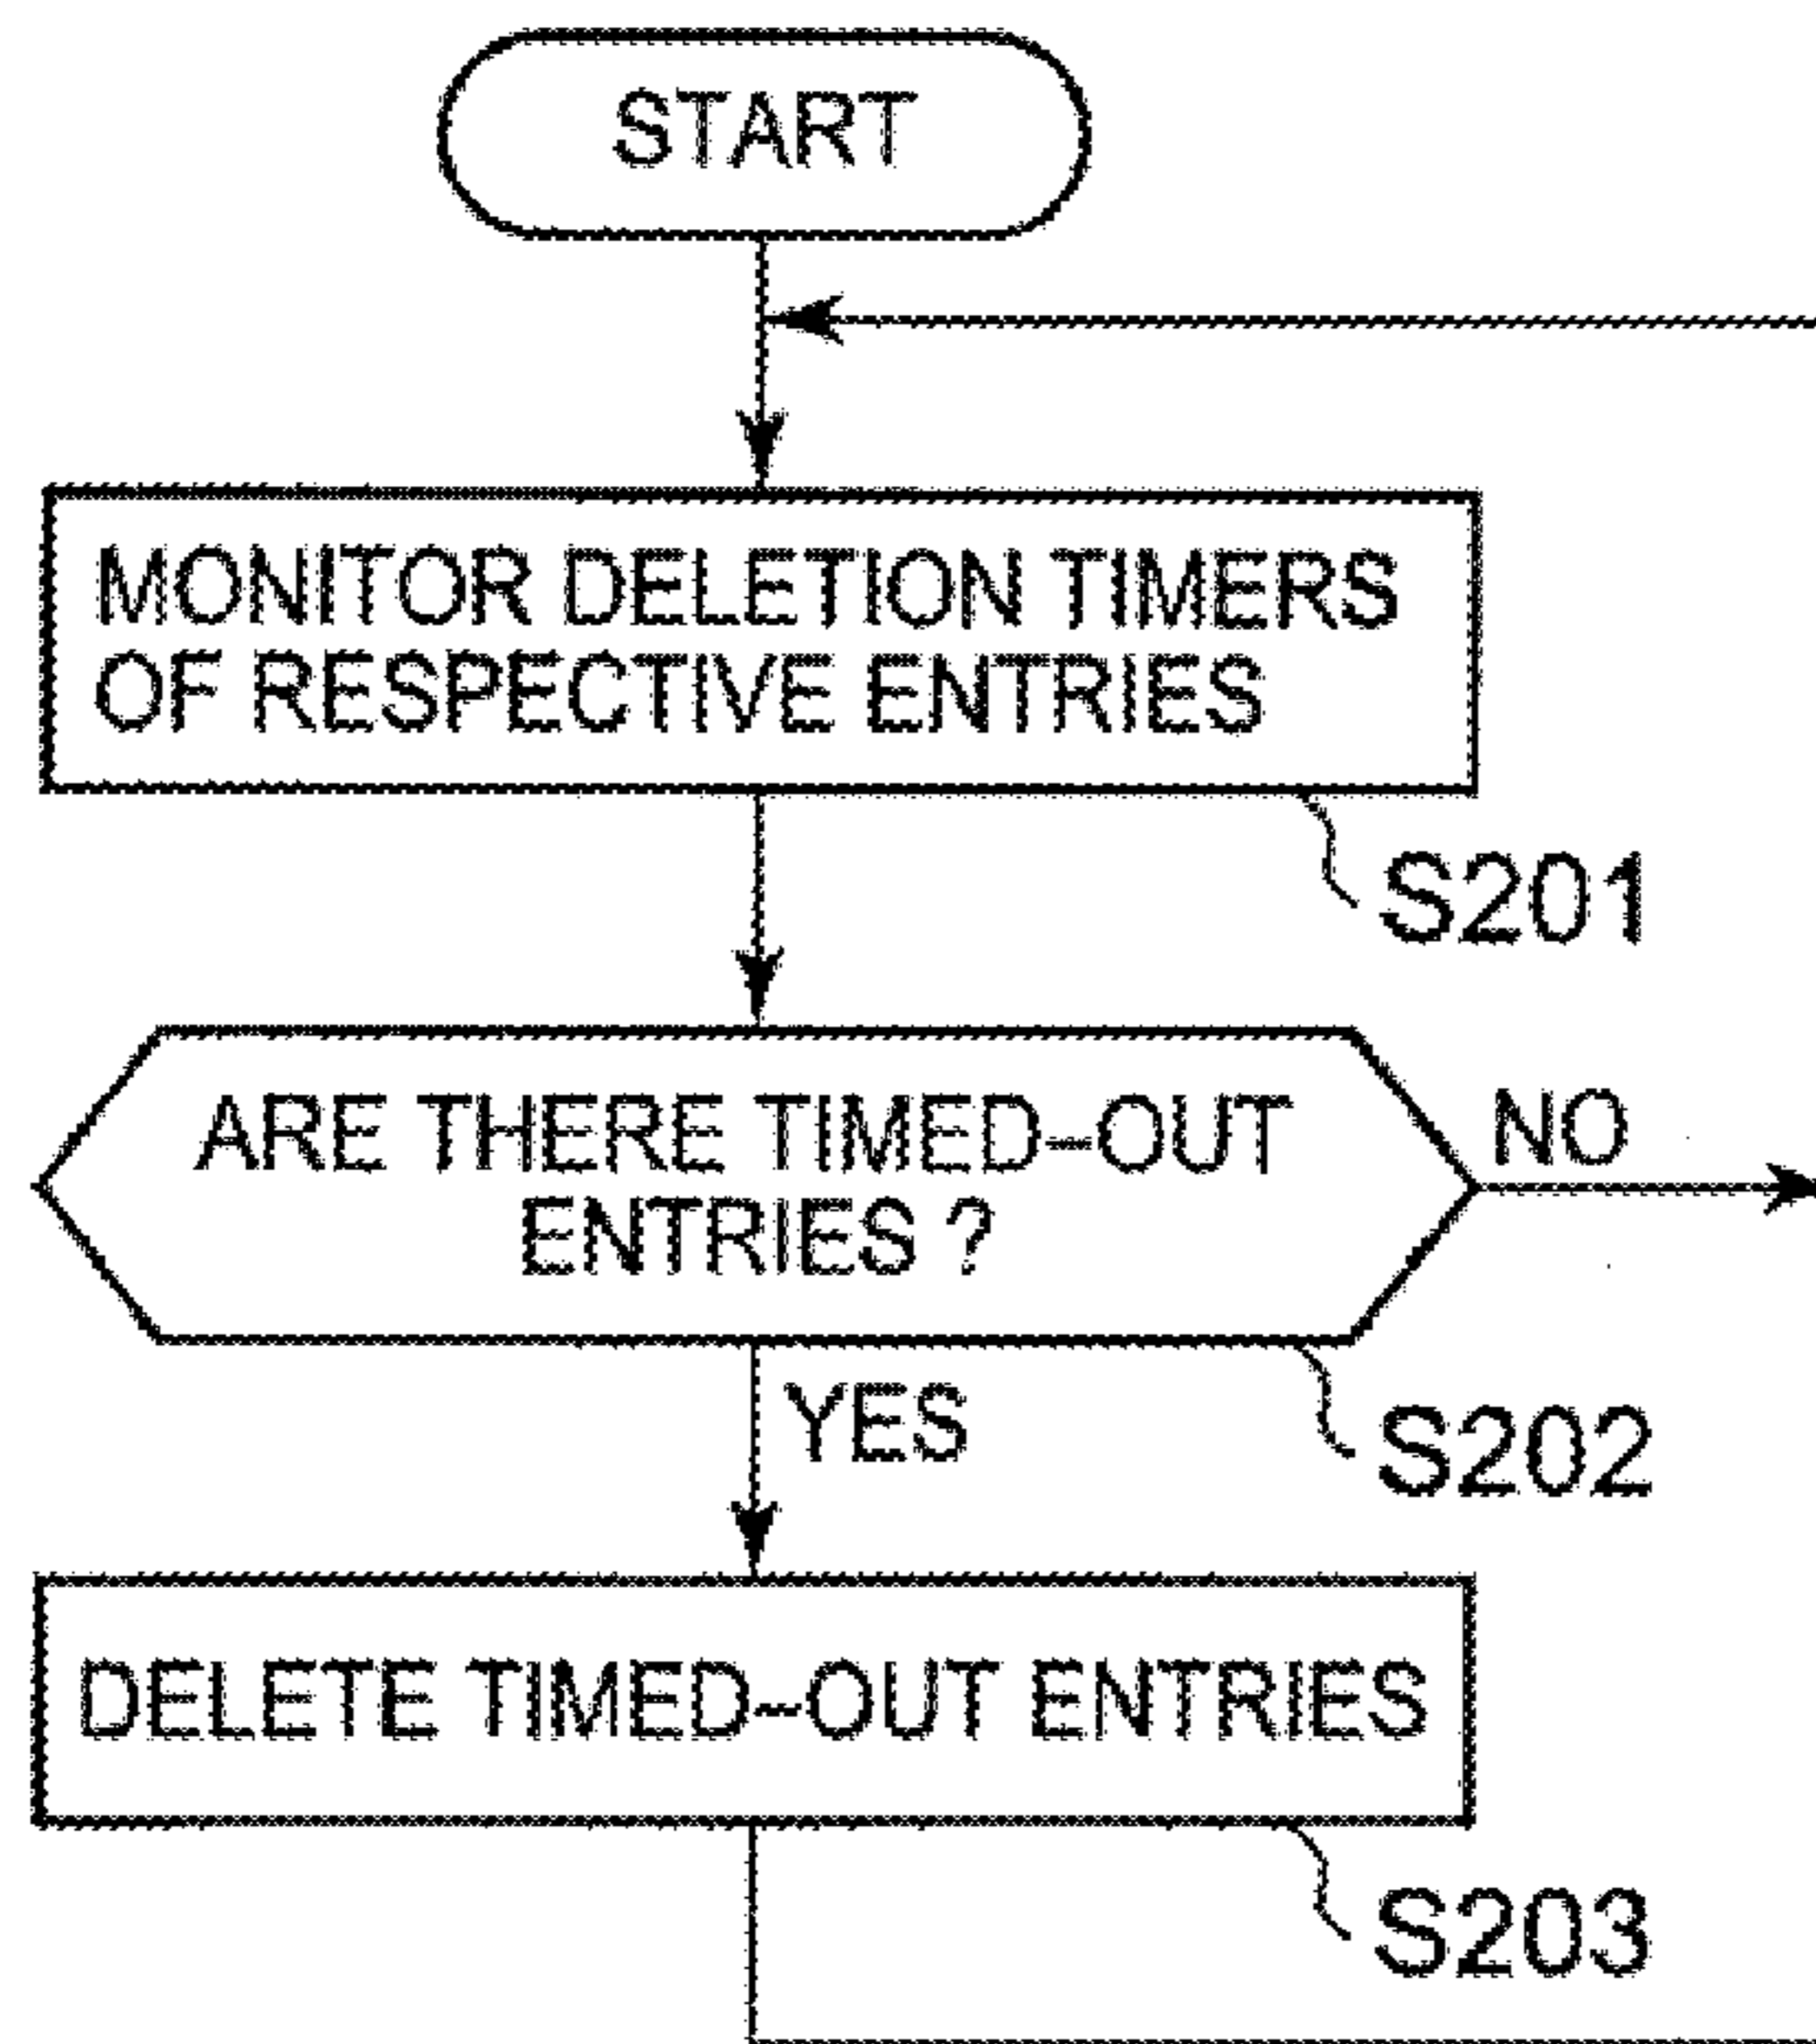 START
MONITOR DELETION TIMERS
OF RESPECTIVE ENTRIES
S201
ARE THERE TIMED-OUT
ENTRIES ?
NO
YES
S202
DELETE TIMED-OUT ENTRIES
S203